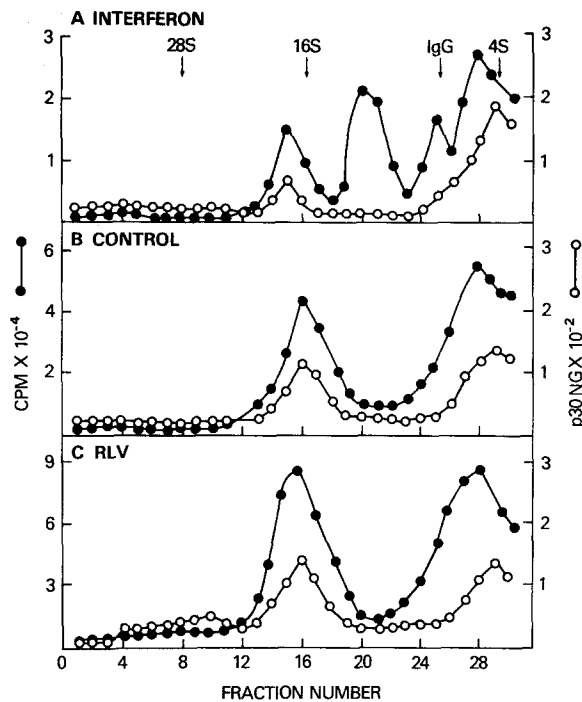 A INTERFERON
28S 16S IgG 4S
3 3
2 2
1 1
B CONTROL
6 3
4 2
2 1
C RLV
9 3
6 2
3 1
0 4 8 12 16 20 24 28
FRACTION NUMBER
CPM X 10⁻⁴
p30 NG X 10⁻²